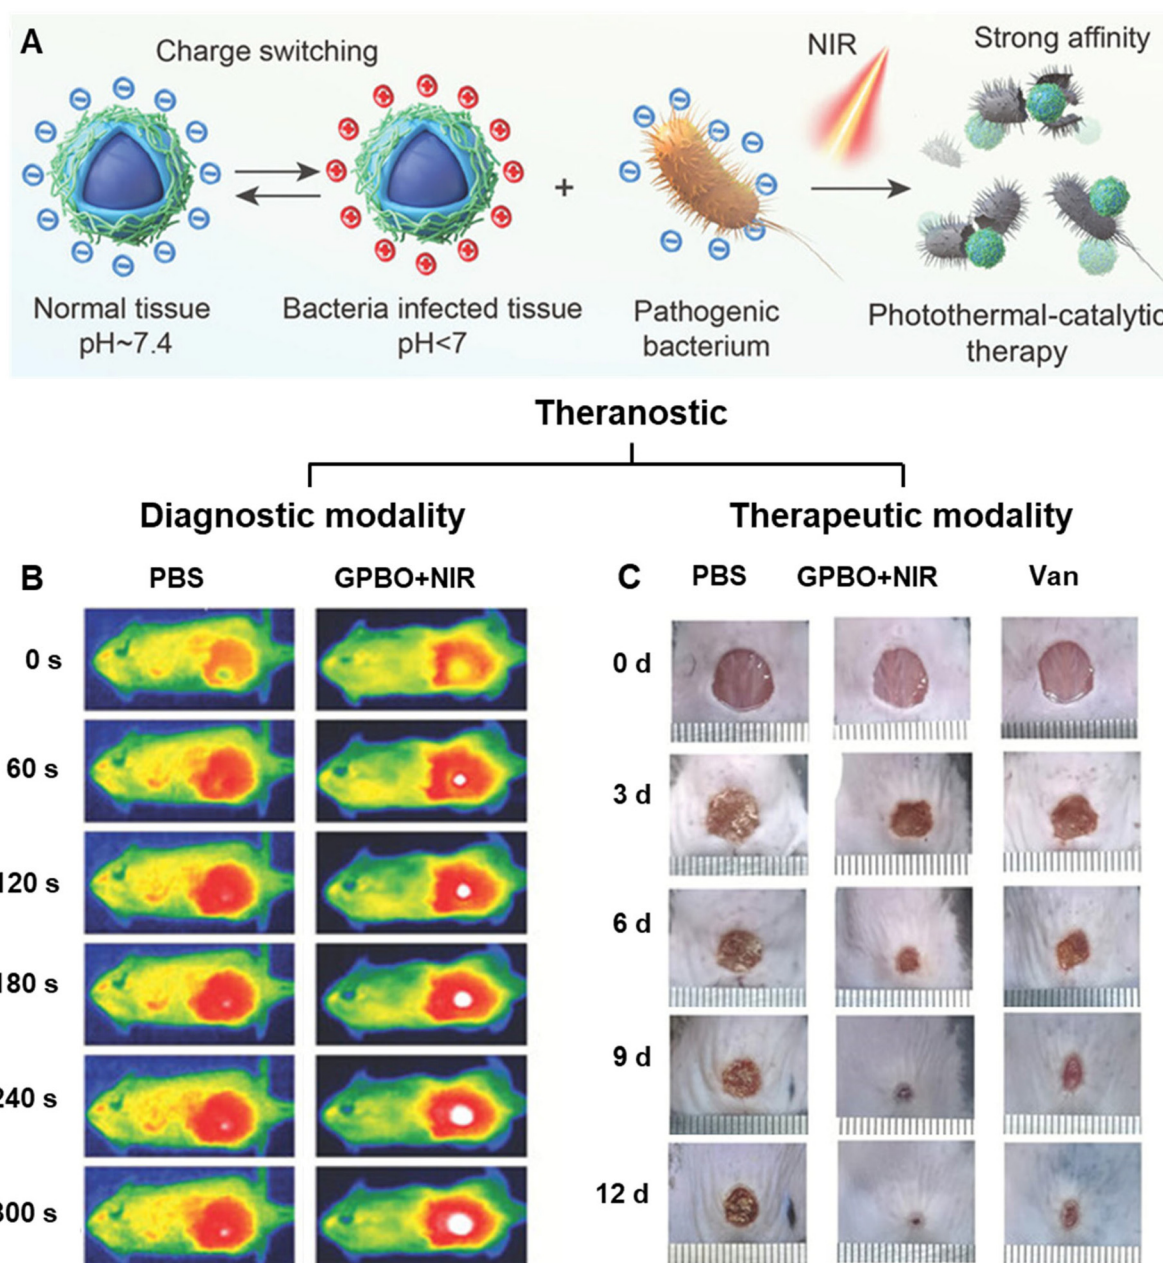 A
Charge switching
NIR
Strong affinity
+
Normal tissue
pH~7.4
Bacteria infected tissue
pH<7
Pathogenic
bacterium
Photothermal-catalytic
therapy
Theranostic
Diagnostic modality
Therapeutic modality
B
PBS
GPBO+NIR
0 s
60 s
120 s
180 s
240 s
300 s
C
PBS
GPBO+NIR
Van
0 d
3 d
6 d
9 d
12 d